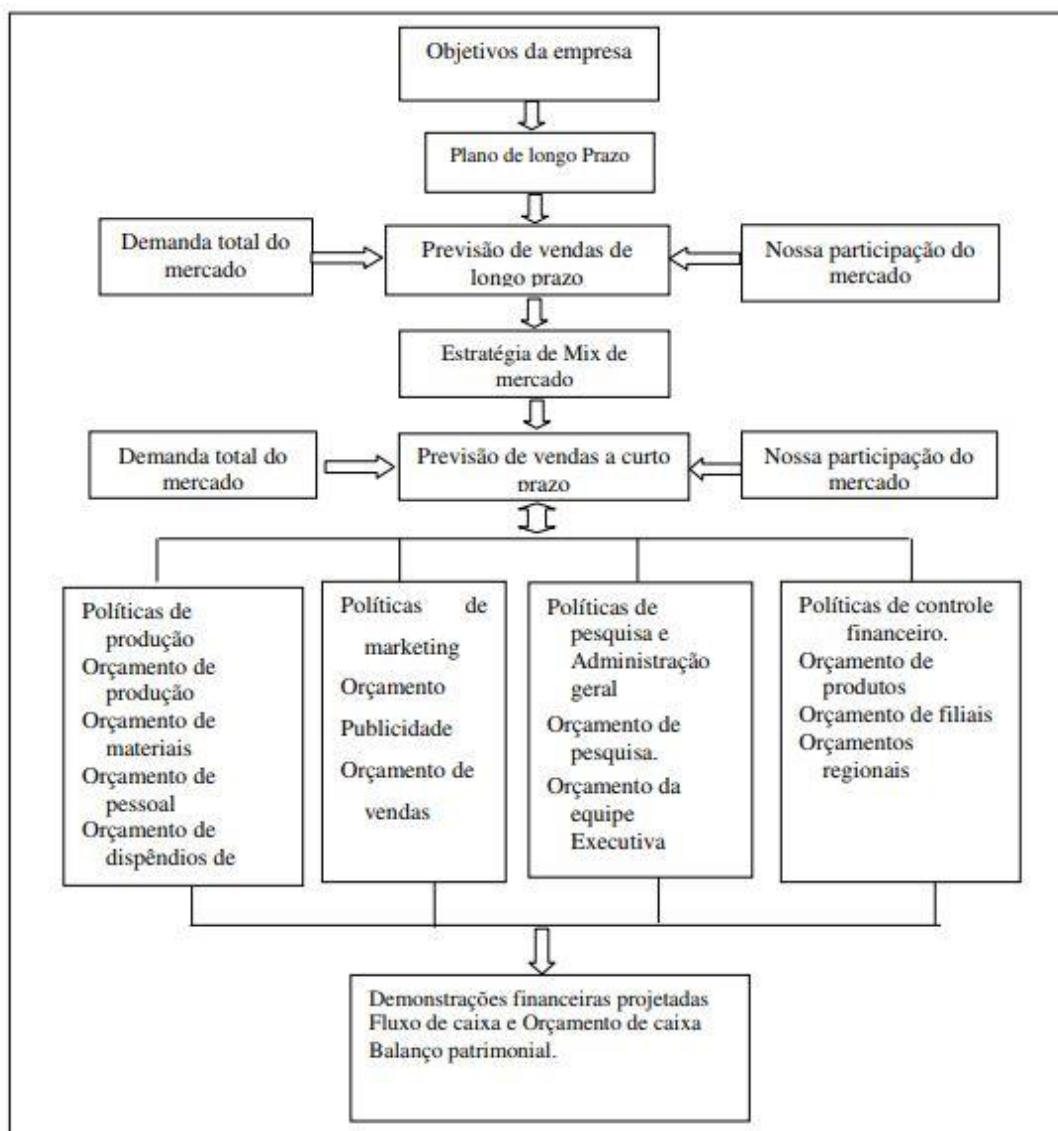 Objetivos da empresa
Plano de longo Prazo
Demanda total do
mercado
Previsão de vendas de
longo prazo
Nossa participação do
mercado
Estratégia de Mix de
mercado
Demanda total do
mercado
Previsão de vendas a curto
prazo
Nossa participação do
mercado
Políticas de
produção
Orçamento de
produção
Orçamento de
materiais
Orçamento de
pessoal
Orçamento de
dispêndios de
Políticas de
marketing
Orçamento
Publicidade
Orçamento de
vendas
Políticas de
pesquisa e
Administração
geral
Orçamento de
pesquisa.
Orçamento da
equipe
Executiva
Políticas de controle
financeiro.
Orçamento de
produtos
Orçamento de filiais
Orçamentos
regionais
Demonstrações financeiras projetadas
Fluxo de caixa e Orçamento de caixa
Balanço patrimonial.